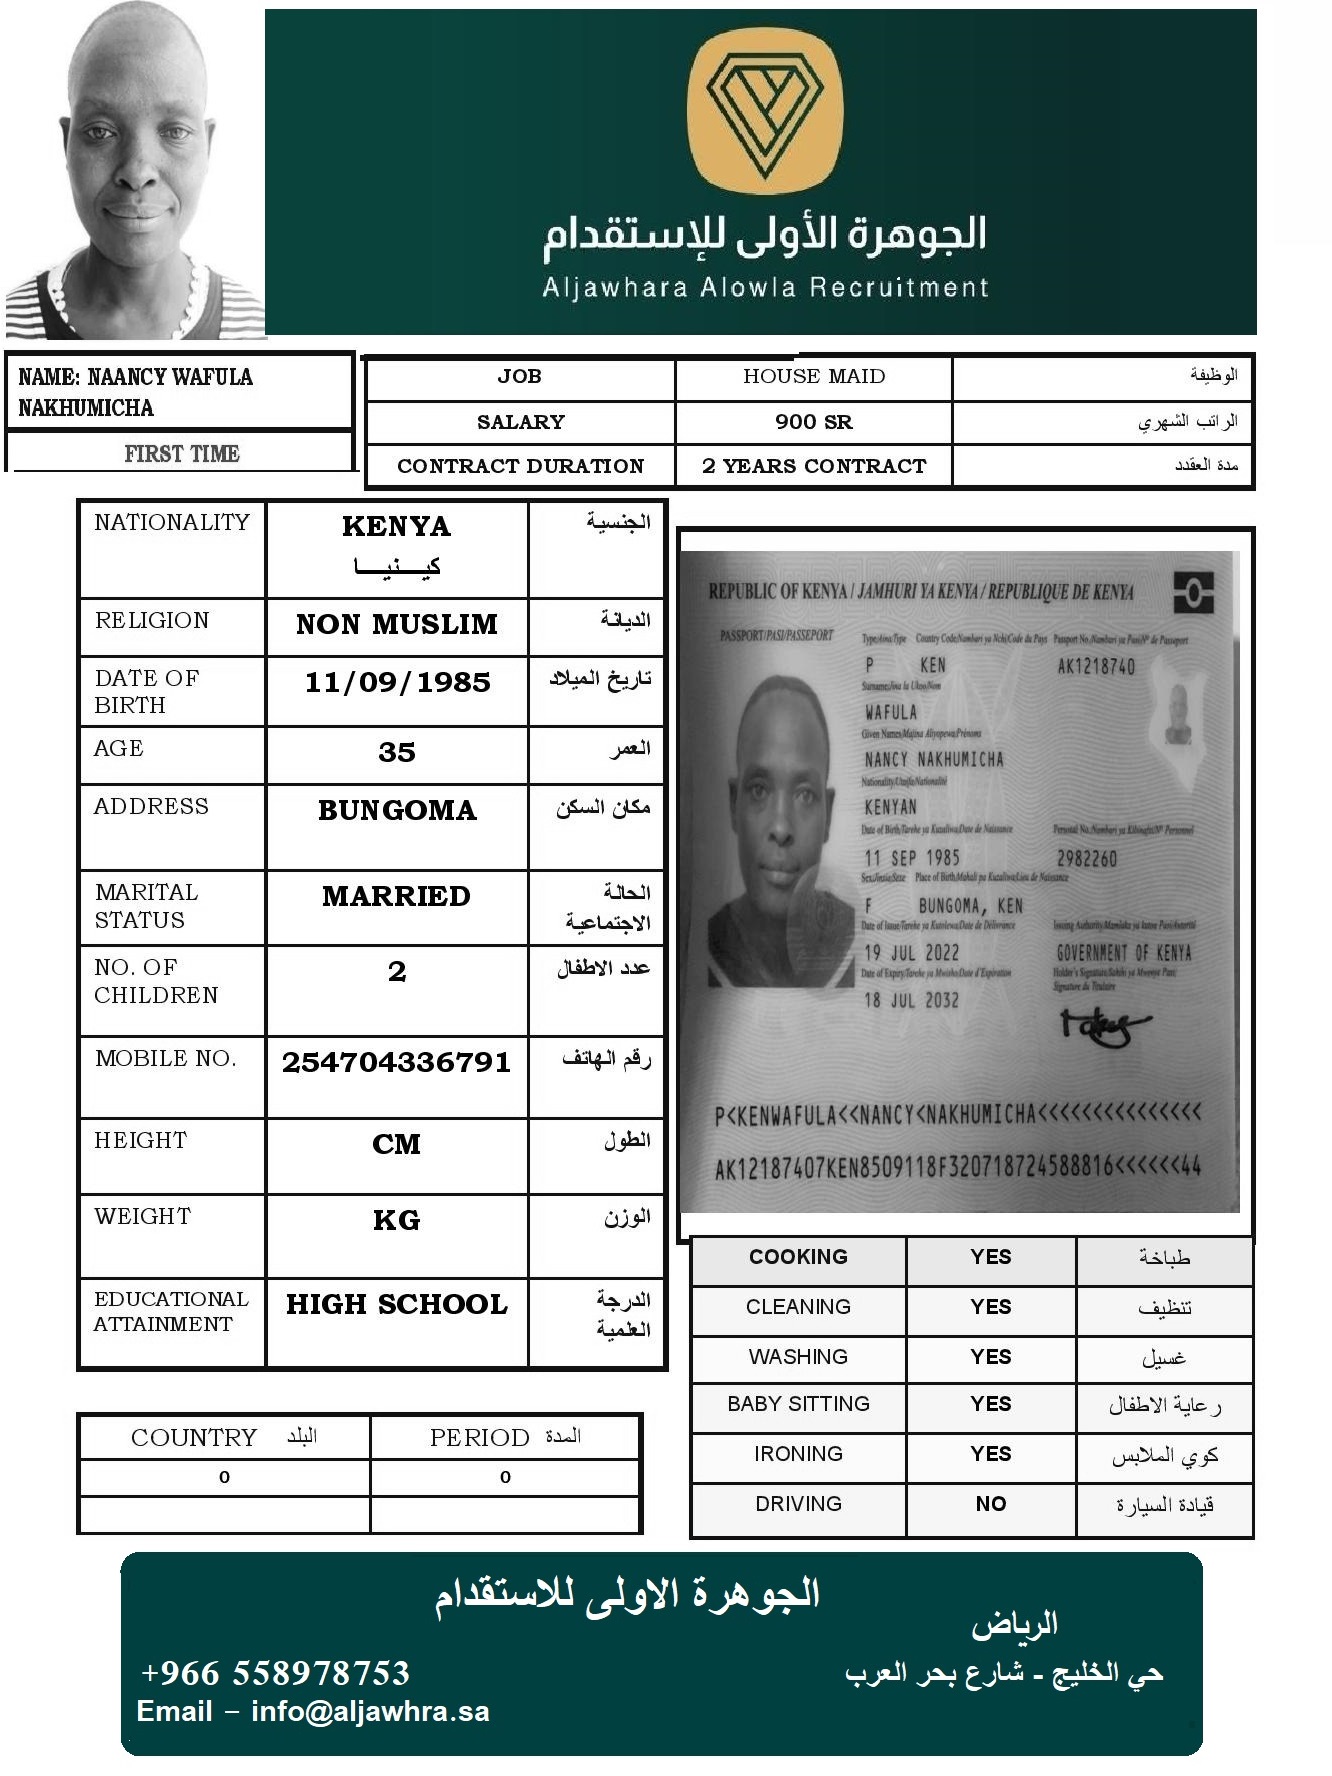 الجوهرة الأولى للإستقدام
Aljawhara Alowla Recruitment
NAME: NAANCY WAFULA
NAKHUMICHA
FIRST TIME
JOB HOUSE MAID الوظيفة
SALARY 900 SR الراتب الشهري
CONTRACT DURATION 2 YEARS CONTRACT مدة العقدد
NATIONALITY KENYA الجنسية
كيـــنيـــا
RELIGION NON MUSLIM الديانة
DATE OF BIRTH 11/09/1985 تاريخ الميلاد
AGE 35 العمر
ADDRESS BUNGOMA مكان السكن
MARITAL STATUS MARRIED الحالة الاجتماعية
NO. OF CHILDREN 2 عدد الاطفال
MOBILE NO. 254704336791 رقم الهاتف
HEIGHT CM الطول
WEIGHT KG الوزن
EDUCATIONAL ATTAINMENT HIGH SCHOOL الدرجة العلمية
REPUBLIC OF KENYA / JAMHURI YA KENYA / REPUBLIQUE DE KENYA
PASSPORT/PASI/PASSEPORT
Type/Aina/Type Country Code/Nambari ya Nchi/Code du Pays Passport No./Nambari ya Pasi/Nº de Passeport
P KEN AK1218740
Surname/Jina la Ukoo/Nom
WAFULA
Given Names/Majina Aliyopewa/Prénoms
NANCY NAKHUMICHA
Nationality/Utaifa/Nationalité
KENYAN
Date of Birth/Tarehe ya Kuzaliwa/Date de Naissance Personal No./Nambari ya Kibinafsi/Nº Personnel
11 SEP 1985 2982260
Sex/Jinsia/Sexe Place of Birth/Mahali pa Kuzaliwa/Lieu de Naissance
F BUNGOMA, KEN
Date of Issue/Tarehe ya Kutolewa/Date de Délivrance Issuing Authority/Mamlaka ya Kutoa Pasi/Autorité
19 JUL 2022 GOVERNMENT OF KENYA
Date of Expiry/Tarehe ya Mwisho/Date d'Expiration Holder's Signature/Sahihi ya Mwenye Pasi/
Signature du Titulaire
18 JUL 2032
P<KENWAFULA<<NANCY<NAKHUMICHA<<<<<<<<<<<<<<<
AK12187407KEN8509118F320718724588816<<<<<<44
COOKING YES طباخة
CLEANING YES تنظيف
WASHING YES غسيل
BABY SITTING YES رعاية الاطفال
IRONING YES كوي الملابس
DRIVING NO قيادة السيارة
COUNTRY البلد PERIOD المدة
0 0
الجوهرة الاولى للاستقدام
الرياض
+966 558978753 حي الخليج - شارع بحر العرب
Email – info@aljawhra.sa